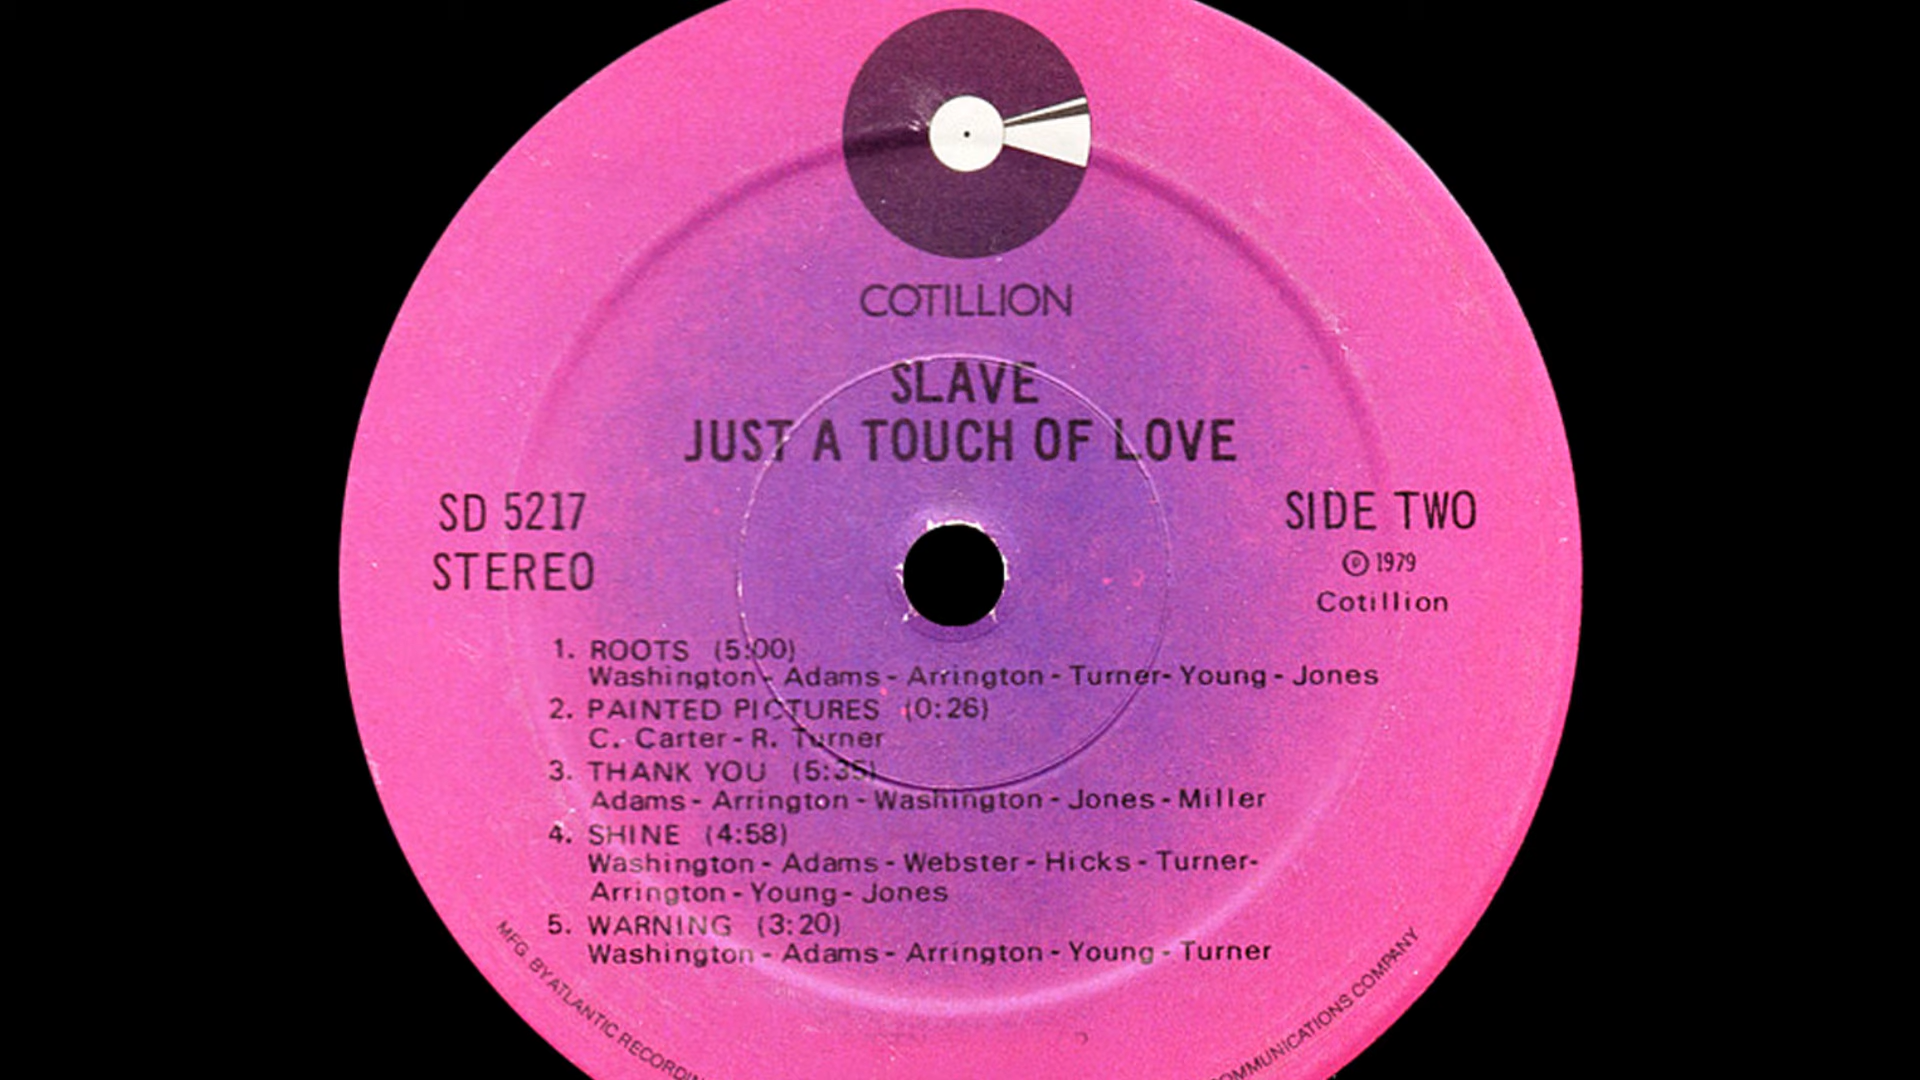 COTILLION
SLAVE
JUST A TOUCH OF LOVE
SD 5217
STEREO
SIDE TWO
Ⓟ 1979
Cotillion
1. ROOTS (5:00)
Washington - Adams - Arrington - Turner- Young - Jones
2. PAINTED PICTURES (0:26)
C. Carter - R. Turner
3. THANK YOU (5:35)
Adams - Arrington - Washington - Jones - Miller
4. SHINE (4:58)
Washington - Adams - Webster - Hicks - Turner-
Arrington - Young - Jones
5. WARNING (3:20)
Washington - Adams - Arrington - Young - Turner
MFG. BY ATLANTIC RECORDIN
OMMUNICATIONS COMPANY